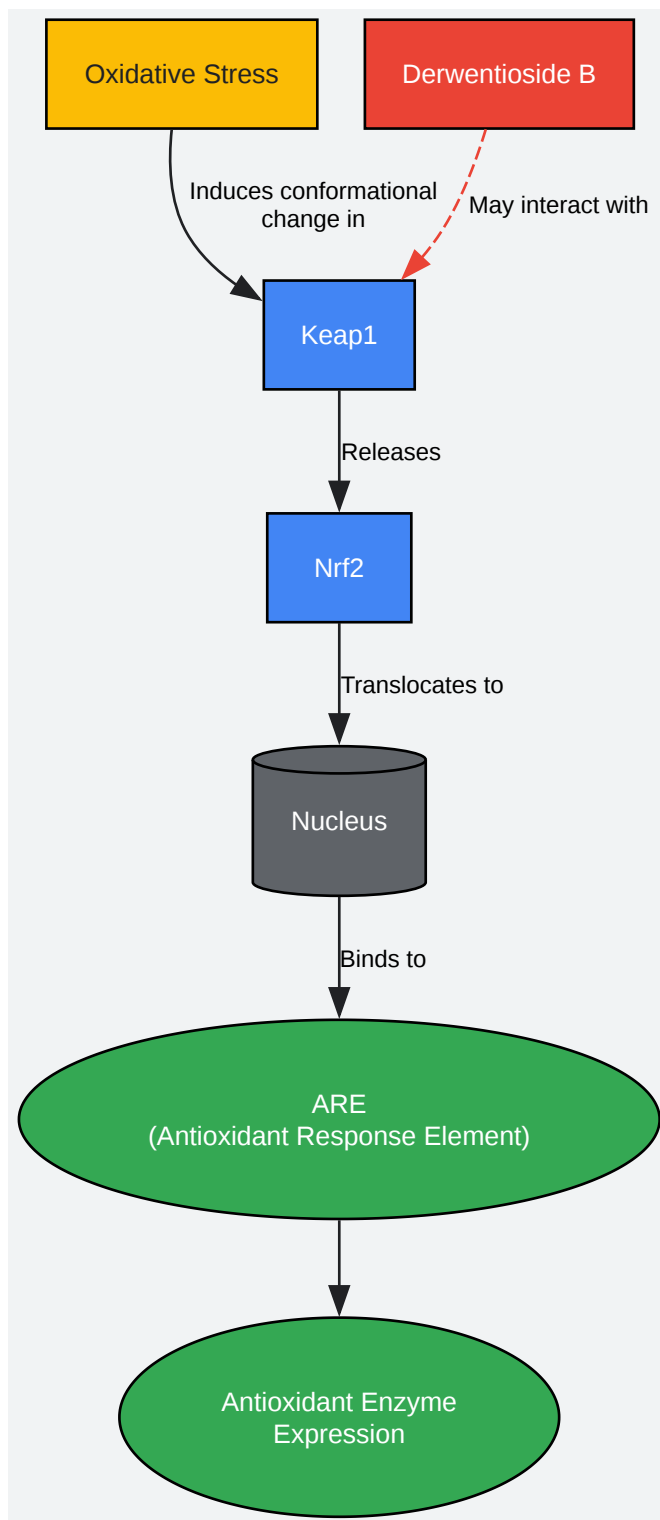 Oxidative Stress
Derwentioside B
Induces conformational
change in
May interact with
Keap1
Releases
Nrf2
Translocates to
Nucleus
Binds to
ARE
(Antioxidant Response Element)
Antioxidant Enzyme
Expression